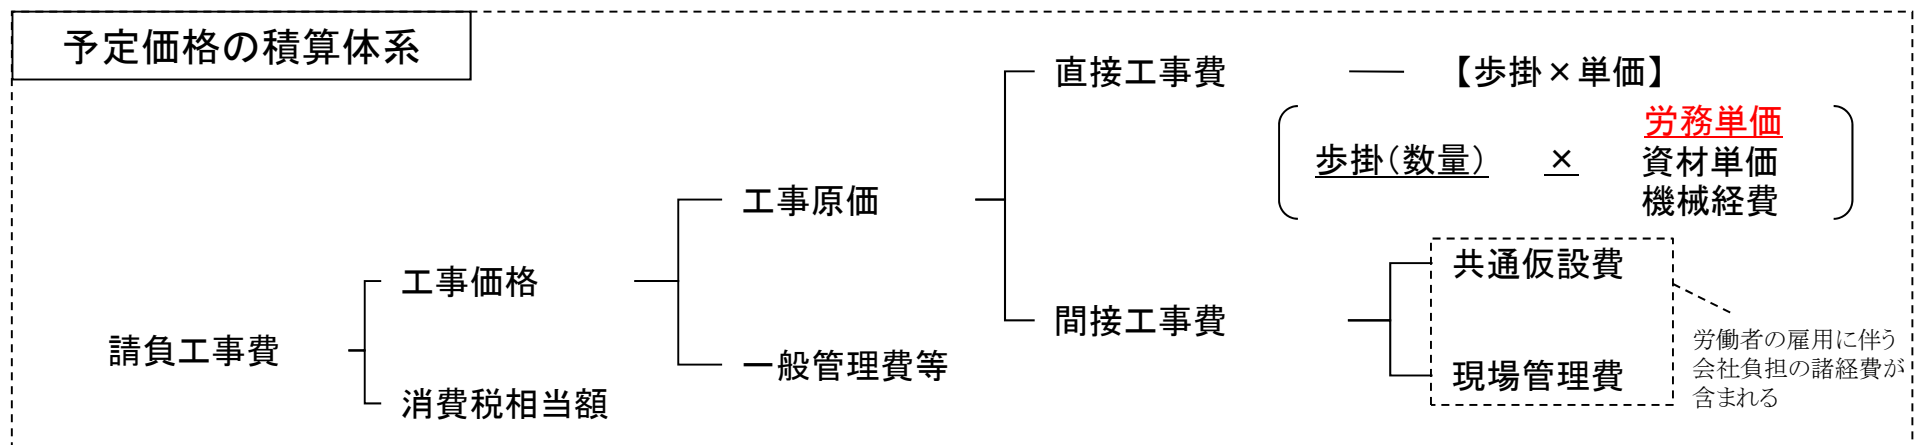 予定価格の積算体系
直接工事費
【歩掛×単価】
労務単価
歩掛(数量) ×
資材単価
機械経費
工事原価
共通仮設費
工事価格
間接工事費
請負工事費
労働者の雇用に伴う
会社負担の諸経費が
含まれる
一般管理費等
現場管理費
消費税相当額